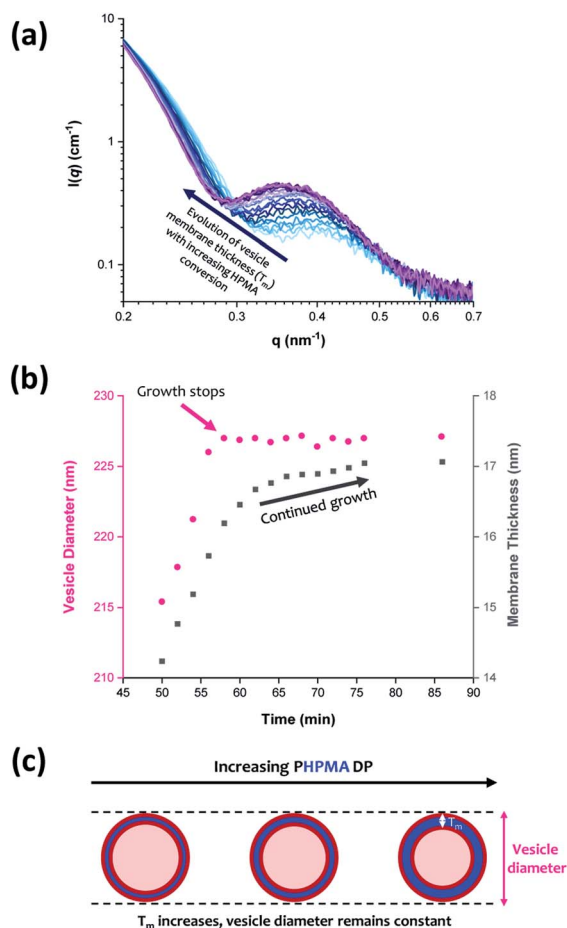 (a)
10
1
0.1
I(q) (cm⁻¹)
Evolution of vesicle
membrane thickness (Tm)
with increasing HPMA
conversion
0.2 0.3 0.4 0.5 0.6 0.7
q (nm⁻¹)
(b)
230
225
220
215
210
Vesicle Diameter (nm)
Growth stops
Continued growth
18
17
16
15
14
Membrane Thickness (nm)
45 50 55 60 65 70 75 80 85 90
Time (min)
(c)
Increasing PHPMA DP
Tm
Vesicle
diameter
Tm increases, vesicle diameter remains constant